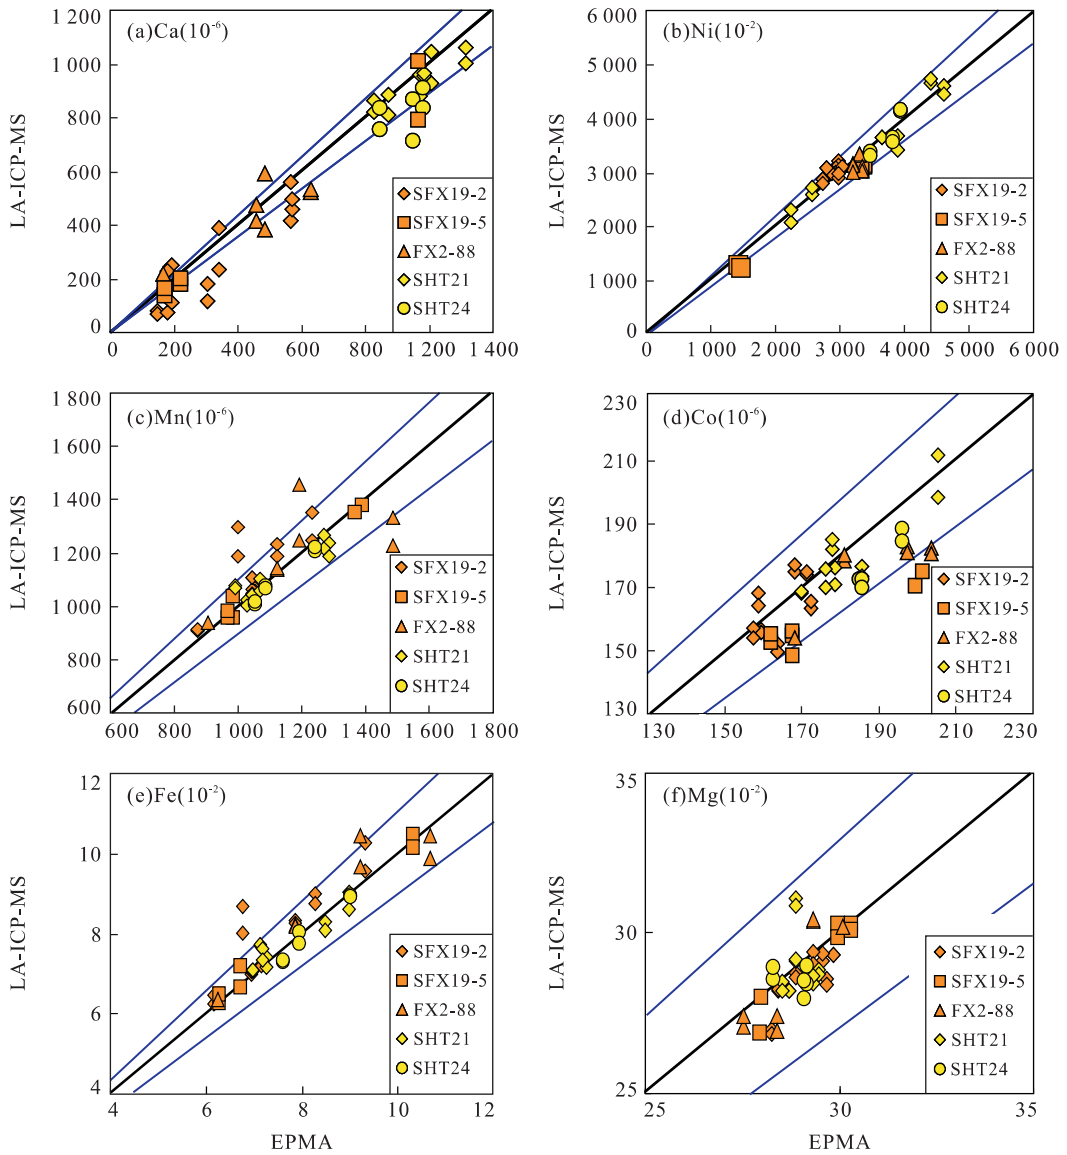 (a)Ca(10-6)
1 200
1 000
800
600
400
200
0
LA-ICP-MS
SFX19-2
SFX19-5
FX2-88
SHT21
SHT24
0 200 400 600 800 1 000 1 200 1 400
(b)Ni(10-2)
6 000
5 000
4 000
3 000
2 000
1 000
0
LA-ICP-MS
SFX19-2
SFX19-5
FX2-88
SHT21
SHT24
0 1 000 2 000 3 000 4 000 5 000 6 000
(c)Mn(10-6)
1 800
1 600
1 400
1 200
1 000
800
600
LA-ICP-MS
SFX19-2
SFX19-5
FX2-88
SHT21
SHT24
600 800 1 000 1 200 1 400 1 600 1 800
(d)Co(10-6)
230
210
190
170
150
130
LA-ICP-MS
SFX19-2
SFX19-5
FX2-88
SHT21
SHT24
130 150 170 190 210 230
(e)Fe(10-2)
12
10
8
6
4
LA-ICP-MS
SFX19-2
SFX19-5
FX2-88
SHT21
SHT24
4 6 8 10 12
EPMA
(f)Mg(10-2)
35
30
25
LA-ICP-MS
SFX19-2
SFX19-5
FX2-88
SHT21
SHT24
25 30 35
EPMA